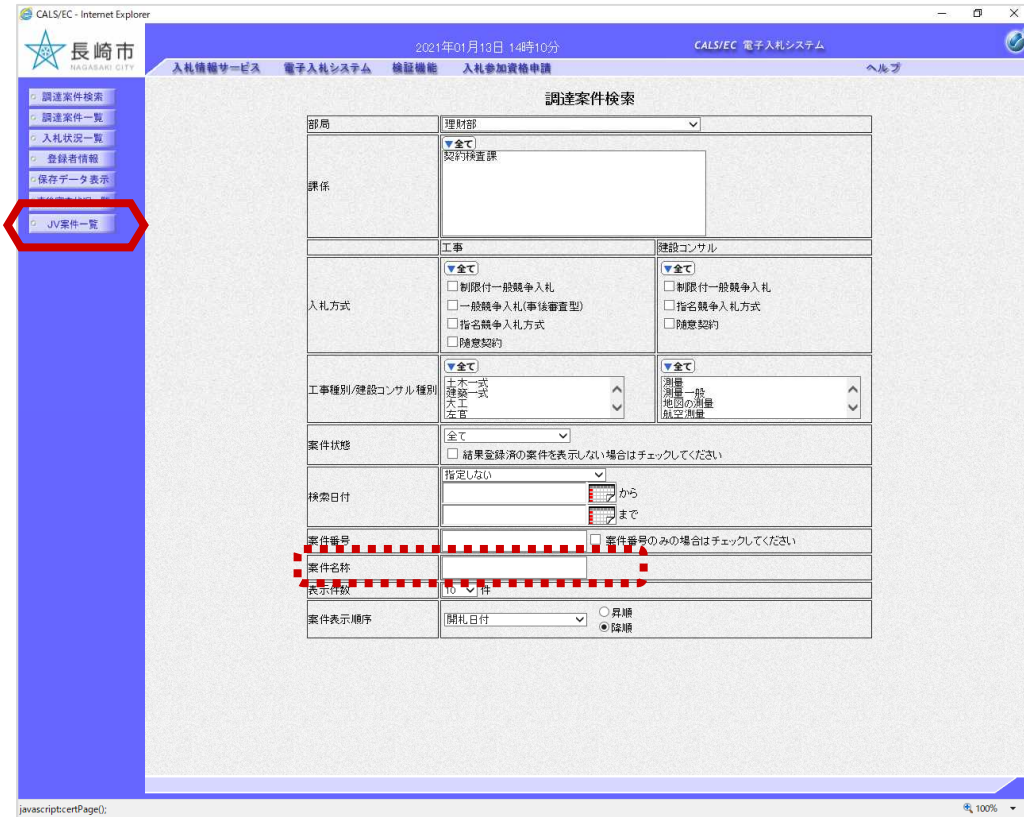 CALS/EC - Internet Explorer
長崎市
NAGASAKI CITY
2021年01月13日 14時10分
CALS/EC 電子入札システム
入札情報サービス 電子入札システム 検証機能 入札参加資格申請 ヘルプ
調達案件検索
調達案件一覧
入札状況一覧
登録者情報
保存データ表示
JV案件一覧
調達案件検索
部局 理財部
▼全て
契約検査課
課係
工事 建設コンサル
入札方式
▼全て
制限付一般競争入札
一般競争入札(事後審査型)
指名競争入札方式
随意契約
▼全て
制限付一般競争入札
指名競争入札方式
随意契約
工事種別/建設コンサル種別
▼全て
土木一式
建築一式
大工
左官
▼全て
測量
測量一般
地図の測量
航空測量
案件状態
全て
結果登録済の案件を表示しない場合はチェックしてください
検索日付
指定しない
から
まで
案件番号 案件番号のみの場合はチェックしてください
案件名称
表示件数 10 件
案件表示順序 開札日付
昇順
降順
javascript:certPage();
100%